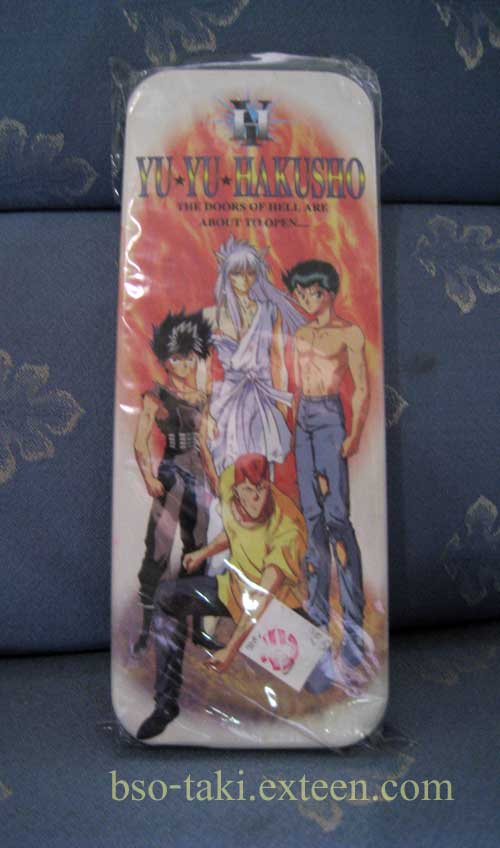 YU★YU★HAKUSHO
THE DOORS OF HELL ARE
ABOUT TO OPEN....
bso-taki.exteen.com